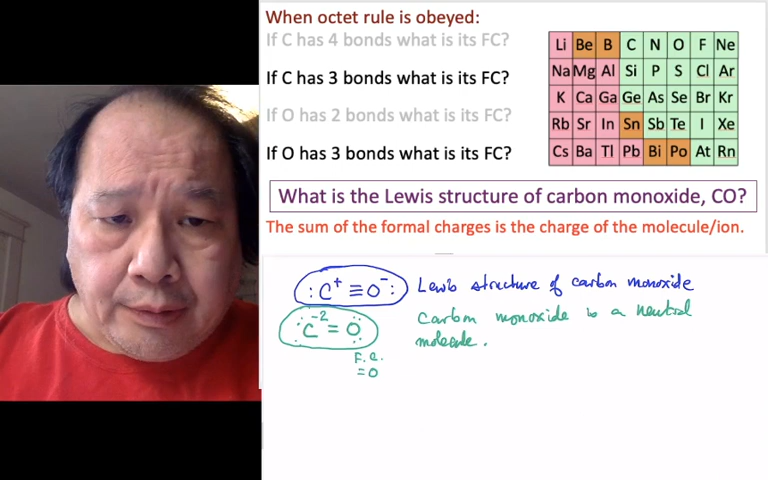 When octet rule is obeyed:
If C has 4 bonds what is its FC?
If C has 3 bonds what is its FC?
If O has 2 bonds what is its FC?
If O has 3 bonds what is its FC?
Li Be B C N O F Ne
Na Mg Al Si P S Cl Ar
K Ca Ga Ge As Se Br Kr
Rb Sr In Sn Sb Te I Xe
Cs Ba Tl Pb Bi Po At Rn
What is the Lewis structure of carbon monoxide, CO?
The sum of the formal charges is the charge of the molecule/ion.
:C⁺≡O⁻: Lewis structure of carbon monoxide
C⁻²=O Carbon monoxide is a neutral
molecule.
F.C.
=0